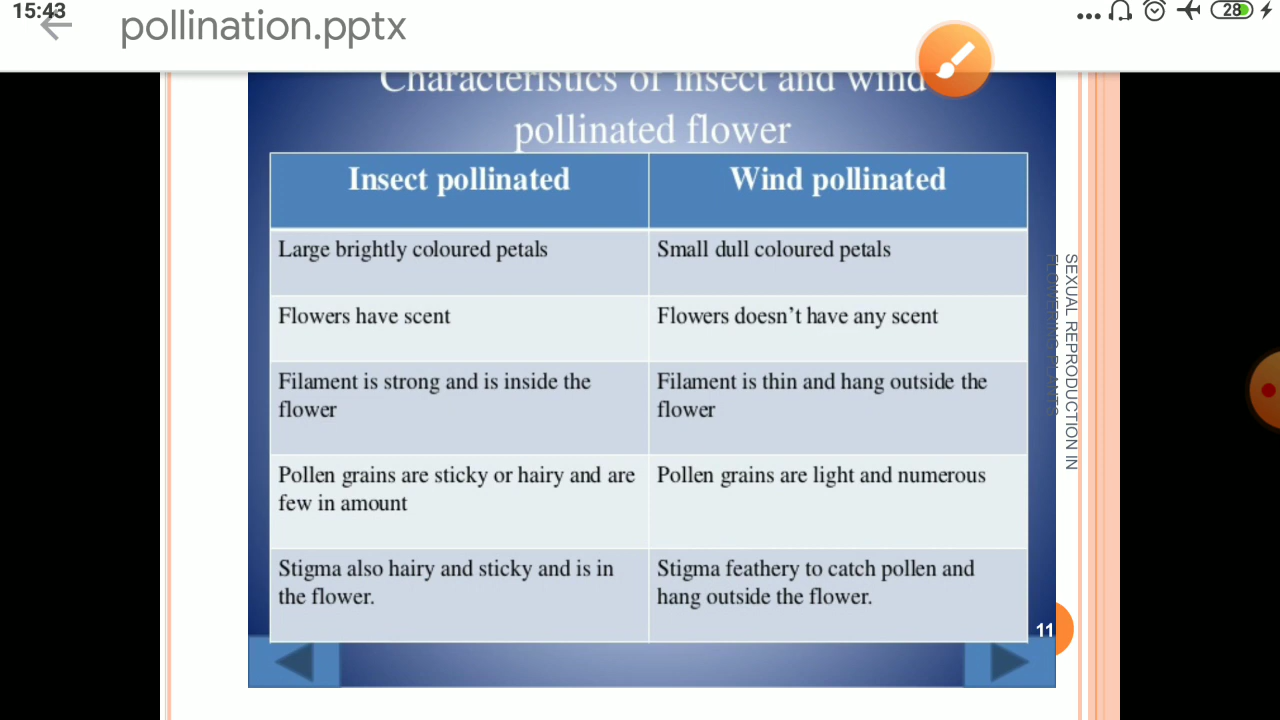 15:43
28
pollination.pptx
Characteristics of insect and wind
pollinated flower
Insect pollinated
Wind pollinated
Large brightly coloured petals
Small dull coloured petals
Flowers have scent
Flowers doesn't have any scent
Filament is strong and is inside the
flower
Filament is thin and hang outside the
flower
Pollen grains are sticky or hairy and are
few in amount
Pollen grains are light and numerous
Stigma also hairy and sticky and is in
the flower.
Stigma feathery to catch pollen and
hang outside the flower.
SEXUAL REPRODUCTION IN
FLOWERING PLANTS
11